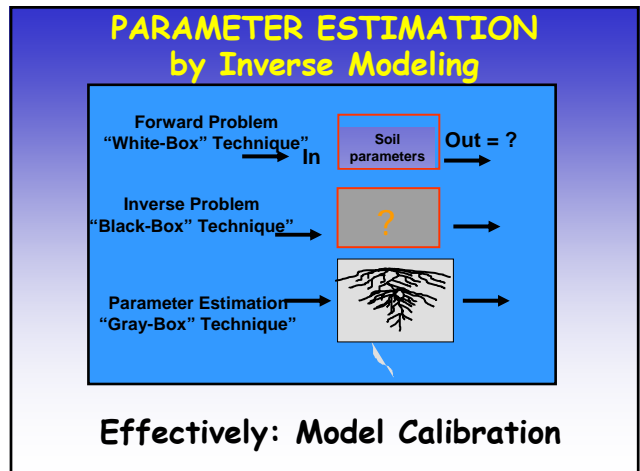 PARAMETER ESTIMATION
by Inverse Modeling
Forward Problem
“White-Box” Technique”
In
Soil
parameters
Out = ?
Inverse Problem
“Black-Box” Technique”
?
Parameter Estimation
“Gray-Box” Technique”
Effectively: Model Calibration